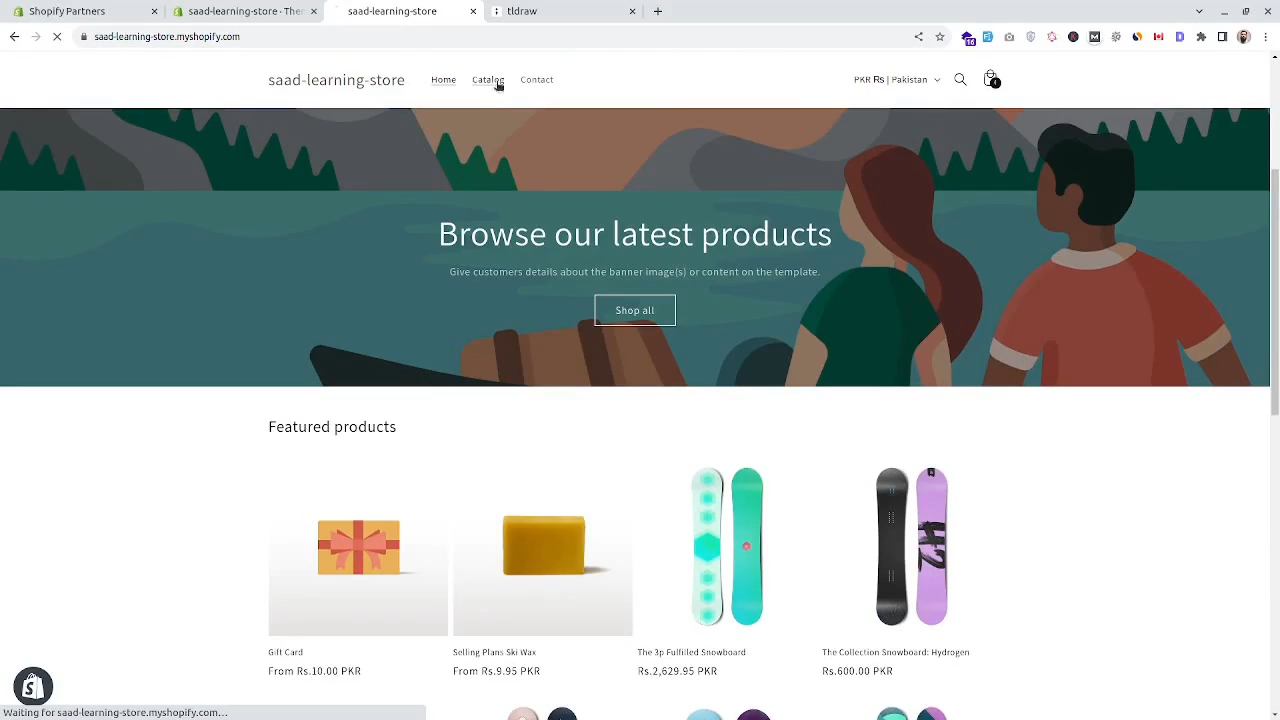 Shopify Partners
saad-learning-store · Ther
saad-learning-store
tldraw
saad-learning-store.myshopify.com
16
saad-learning-store
Home
Catalog
Contact
PKR Rs | Pakistan
Browse our latest products
Give customers details about the banner image(s) or content on the template.
Shop all
Featured products
Gift Card
Selling Plans Ski Wax
The 3p Fulfilled Snowboard
The Collection Snowboard: Hydrogen
From Rs.10.00 PKR
From Rs.9.95 PKR
Rs.2,629.95 PKR
Rs.600.00 PKR
Waiting for saad-learning-store.myshopify.com...